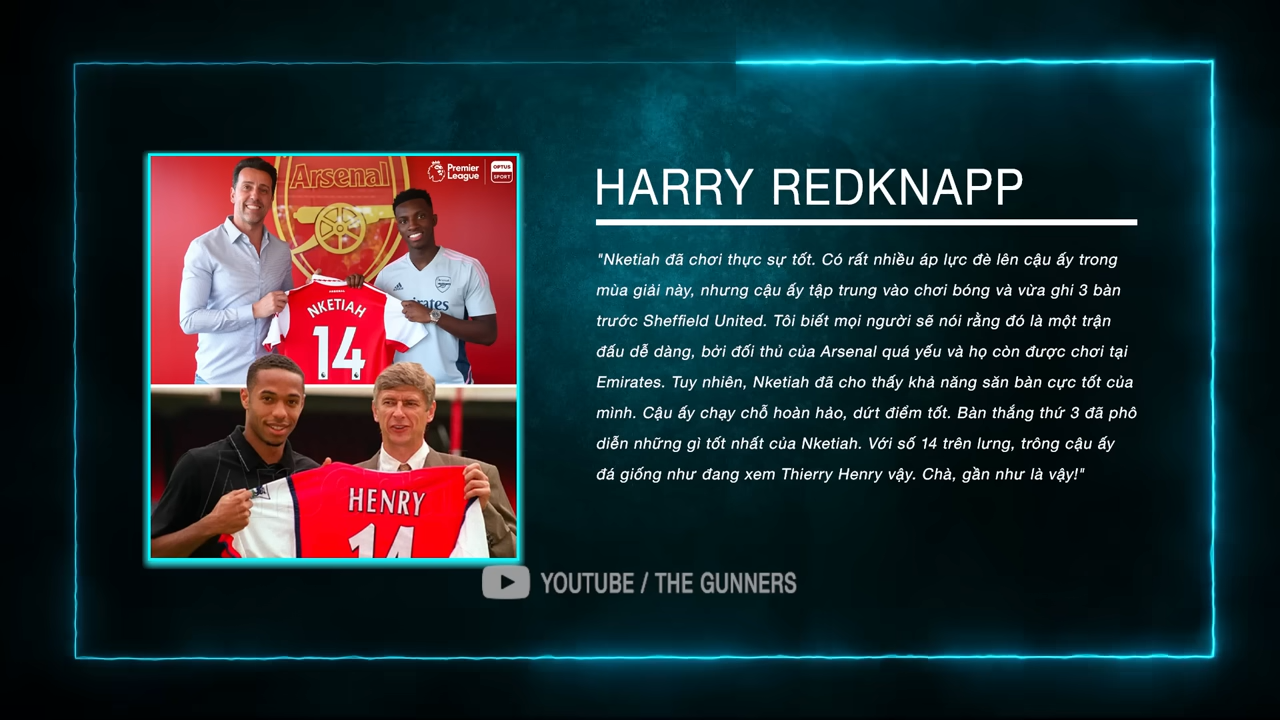 Arsenal
Premier
League
OPTUS
SPORT
NKETIAH
14
HENRY
14
HARRY REDKNAPP
"Nketiah đã chơi thực sự tốt. Có rất nhiều áp lực đè lên cậu ấy trong
mùa giải này, nhưng cậu ấy tập trung vào chơi bóng và vừa ghi 3 bàn
trước Sheffield United. Tôi biết mọi người sẽ nói rằng đó là một trận
đấu dễ dàng, bởi đối thủ của Arsenal quá yếu và họ còn được chơi tại
Emirates. Tuy nhiên, Nketiah đã cho thấy khả năng săn bàn cực tốt của
mình. Cậu ấy chạy chỗ hoàn hảo, dứt điểm tốt. Bàn thắng thứ 3 đã phô
diễn những gì tốt nhất của Nketiah. Với số 14 trên lưng, trông cậu ấy
đá giống như đang xem Thierry Henry vậy. Chà, gần như là vậy!"
YOUTUBE / THE GUNNERS